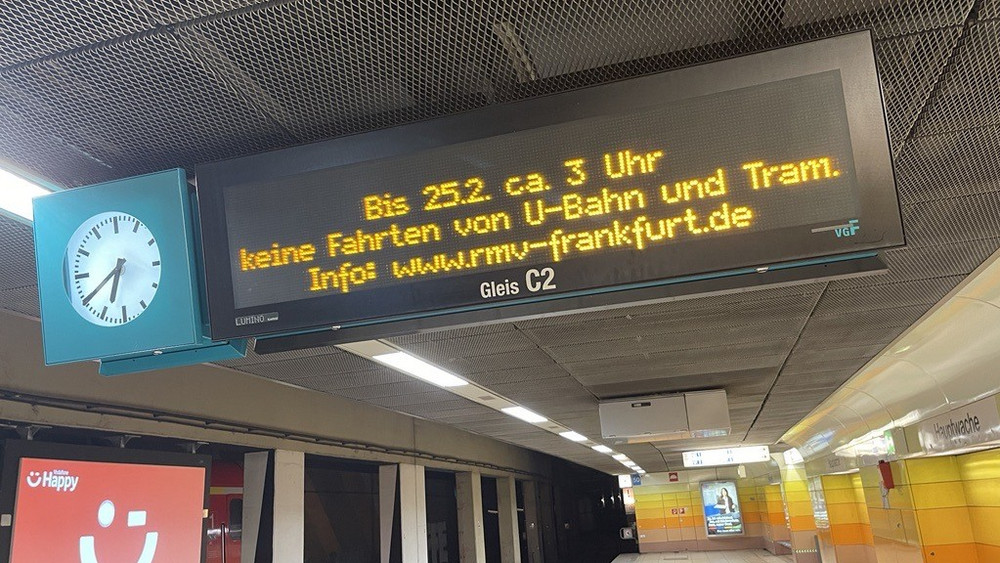 Bis 25.2. ca. 3 Uhr
keine Fahrten von U-Bahn und Tram.
Info: www.rmv-frankfurt.de
VGF
Gleis C2
LUMINO
Happy
Hauptwache